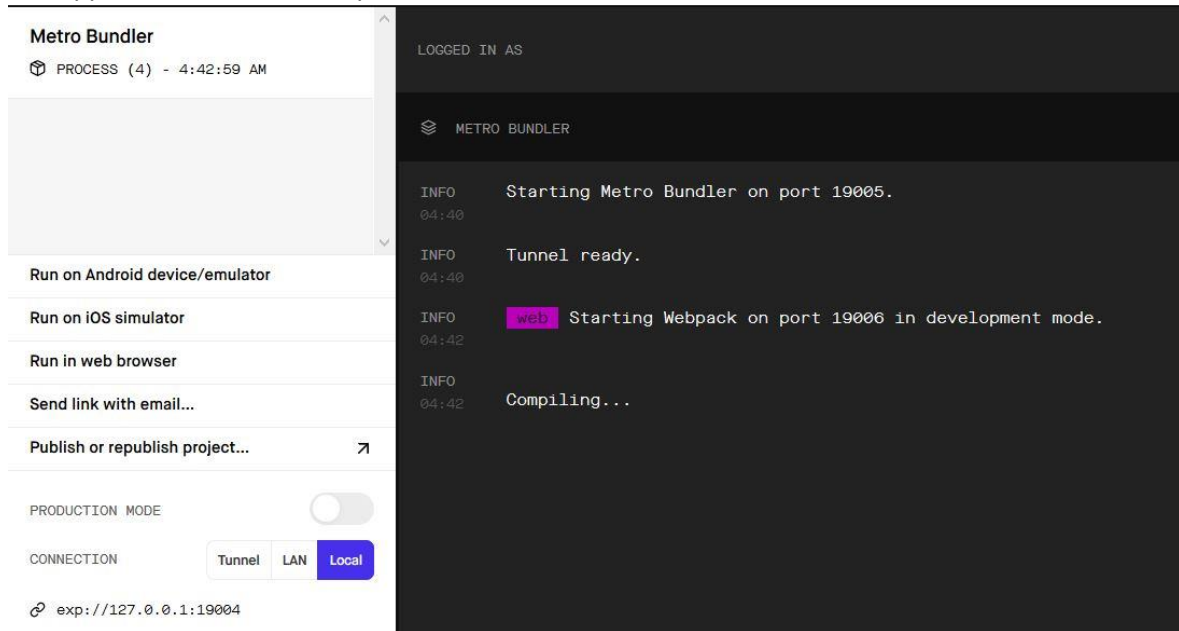 Metro Bundler
PROCESS (4) - 4:42:59 AM
Run on Android device/emulator
Run on iOS simulator
Run in web browser
Send link with email...
Publish or republish project...
PRODUCTION MODE
CONNECTION Tunnel LAN Local
exp://127.0.0.1:19004
LOGGED IN AS
METRO BUNDLER
INFO Starting Metro Bundler on port 19005.
04:40
INFO Tunnel ready.
04:40
INFO web Starting Webpack on port 19006 in development mode.
04:42
INFO
04:42 Compiling...